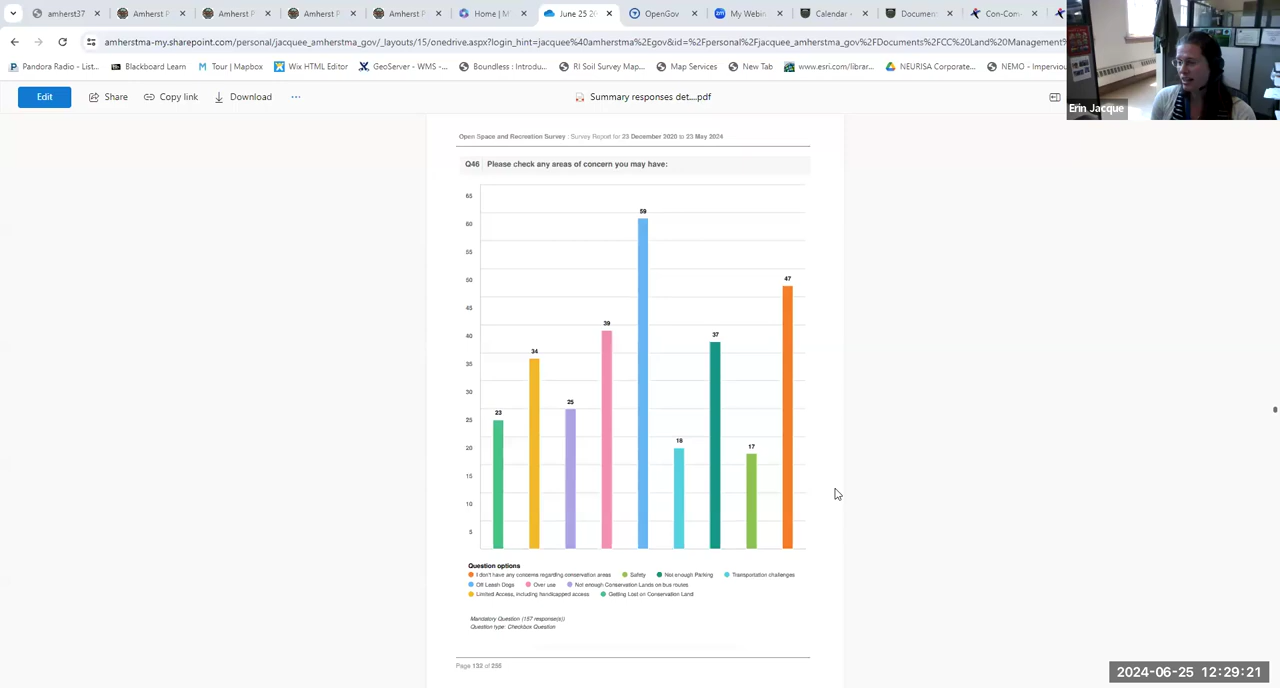 amherst37
Amherst P
Amherst P
Amherst P
Amherst P
Home | M
June 25 20
OpenGov
My Webin
Calendar
Document
Con-Com
amherstma-my.sharepoint.com/personal/jacquee_amherstma_gov/_layouts/15/onedrive.aspx?login_hint=jacquee%40amherstma%2Egov&id=%2Fpersonal%2Fjacquee_amherstma_gov%2FDocuments%2FCC%20Land%20Management
Pandora Radio - List...
Blackboard Learn
Tour | Mapbox
Wix HTML Editor
GeoServer - WMS -...
Boundless : Introdu...
RI Soil Survey Map...
Map Services
New Tab
www.esri.com/librar...
NEURISA Corporate...
NEMO - Impervio
Erin Jacque
Edit
Share
Copy link
Download
Summary responses det....pdf
Open Space and Recreation Survey : Survey Report for 23 December 2020 to 23 May 2024
Q46 Please check any areas of concern you may have:
65
60
55
50
45
40
35
30
25
20
15
10
5
23
34
25
39
59
18
37
17
47
Question options
I don't have any concerns regarding conservation areas Safety Not enough Parking Transportation challenges
Off Leash Dogs Over use Not enough Conservation Lands on bus routes
Limited Access, including handicapped access Getting Lost on Conservation Land
Mandatory Question (157 response(s))
Question type: Checkbox Question
Page 132 of 255
2024-06-25 12:29:21